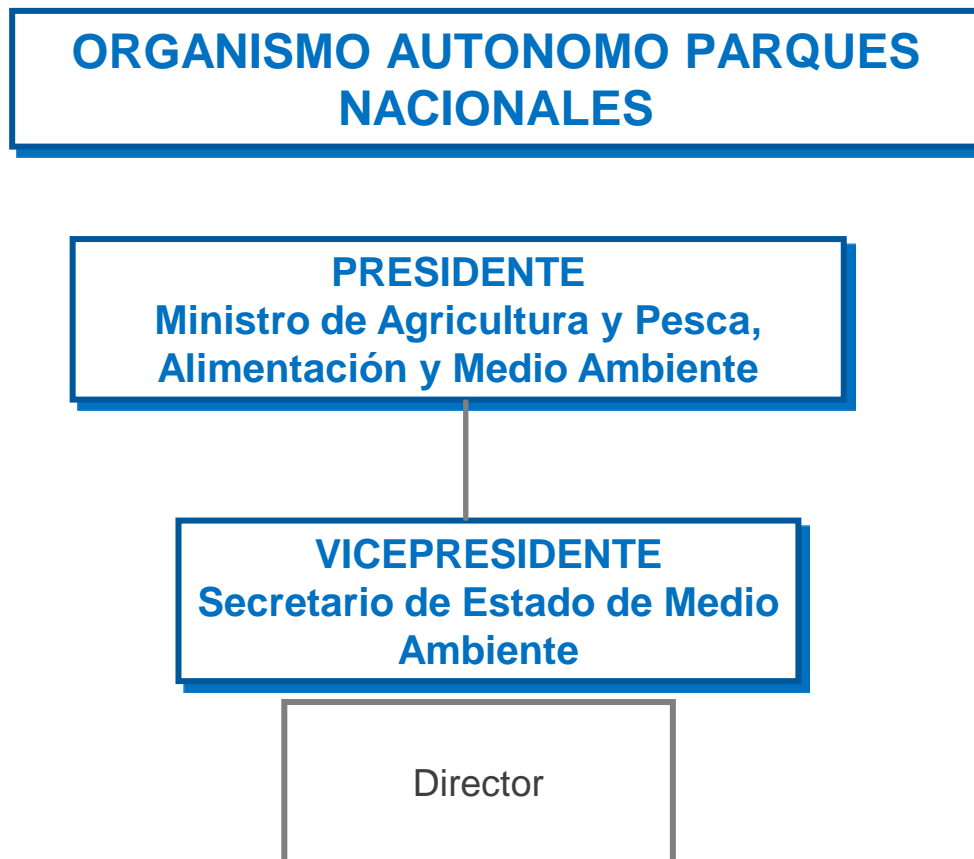 ORGANISMO AUTONOMO PARQUES
NACIONALES
PRESIDENTE
Ministro de Agricultura y Pesca,
Alimentación y Medio Ambiente
VICEPRESIDENTE
Secretario de Estado de Medio
Ambiente
Director